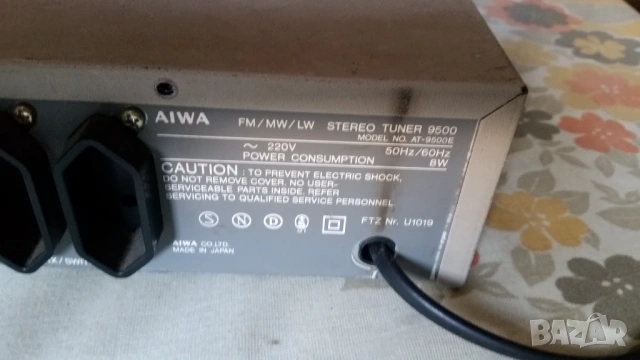 AIWA FM/MW/LW STEREO TUNER 9500
MODEL NO. AT-9500E
~ 220V 50Hz/60Hz
POWER CONSUMPTION 8W
CAUTION : TO PREVENT ELECTRIC SHOCK,
DO NOT REMOVE COVER. NO USER-
SERVICEABLE PARTS INSIDE. REFER
SERVICING TO QUALIFIED SERVICE PERSONNEL.
S N D FTZ Nr. U1019
AIWA CO.,LTD.
MADE IN JAPAN
BAZAR.BG